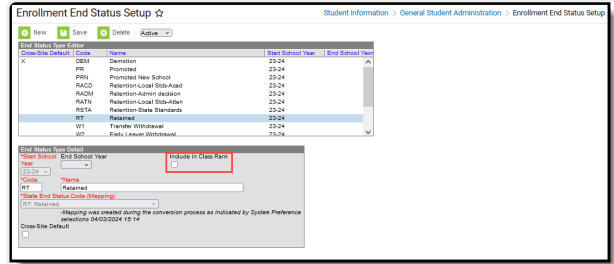 Enrollment End Status Setup ☆
Student Information > General Student Administration > Enrollment End Status Setup
New Save Delete Active
End Status Type Editor
Cross-Site Default Code Name Start School Year End School Year
X DEM Demotion 23-24
PR Promoted 23-24
PRN Promoted New School 23-24
RACD Retention-Local Stds-Acad 23-24
RADM Retention-Admin decision 23-24
RATN Retention-Local Stds-Atten 23-24
RSTA Retention-State Standards 23-24
RT Retained 23-24
W1 Transfer Withdrawal 23-24
W2 Early Leaver Withdrawal 23-24
End Status Type Detail
*Start School Year End School Year Include in Class Rank
23-24
*Code *Name
RT Retained
*State End Status Code (Mapping)
RT: Retained
-Mapping was created during the conversion process as indicated by System Preference
selections 04/03/2024 15:14
Cross-Site Default